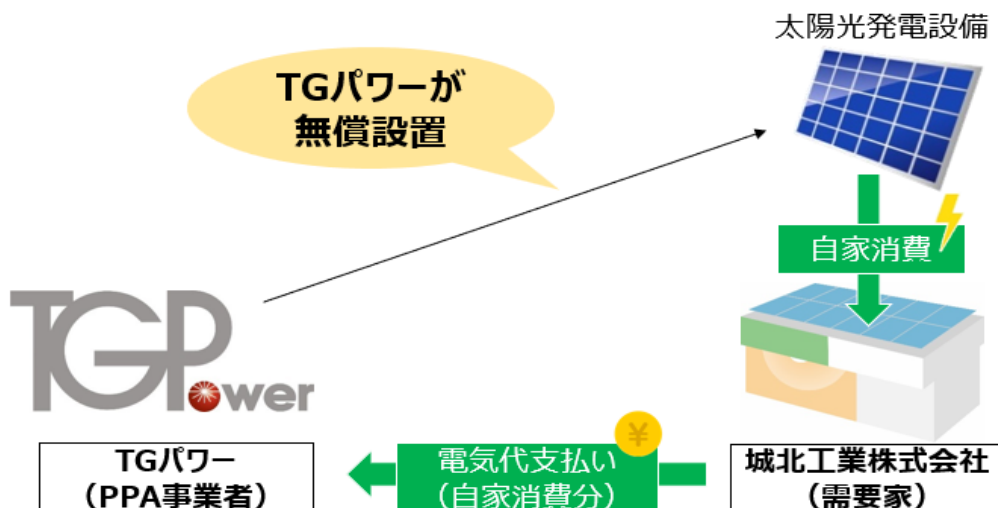 太陽光発電設備
TGパワーが
無償設置
自家消費
TGPower
¥
TGパワー
（PPA事業者）
電気代支払い
（自家消費分）
城北工業株式会社
（需要家）